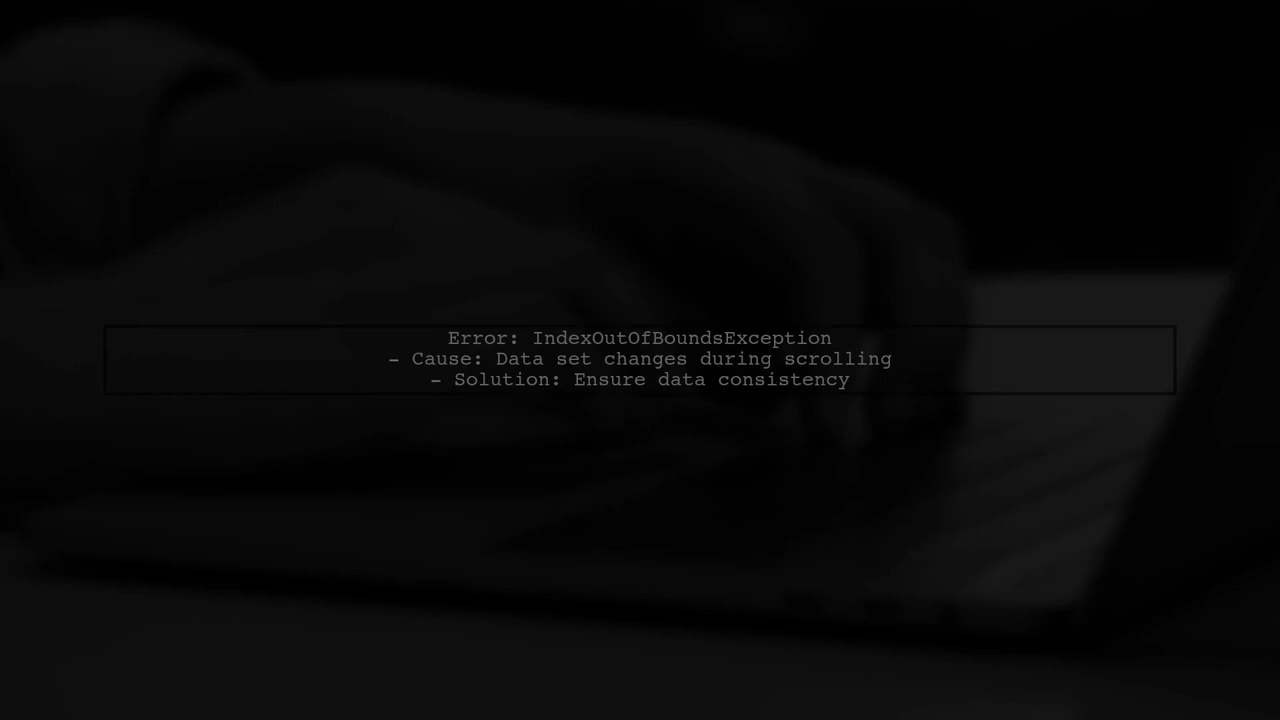 Error: IndexOutOfBoundsException
– Cause: Data set changes during scrolling
– Solution: Ensure data consistency